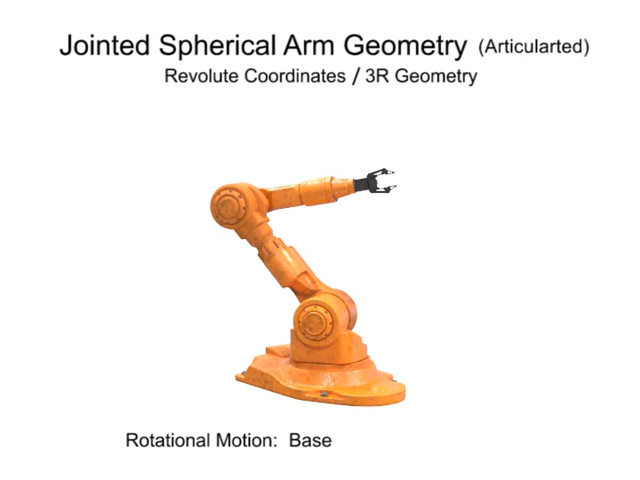 Jointed Spherical Arm Geometry (Articularted)
Revolute Coordinates / 3R Geometry
Rotational Motion: Base